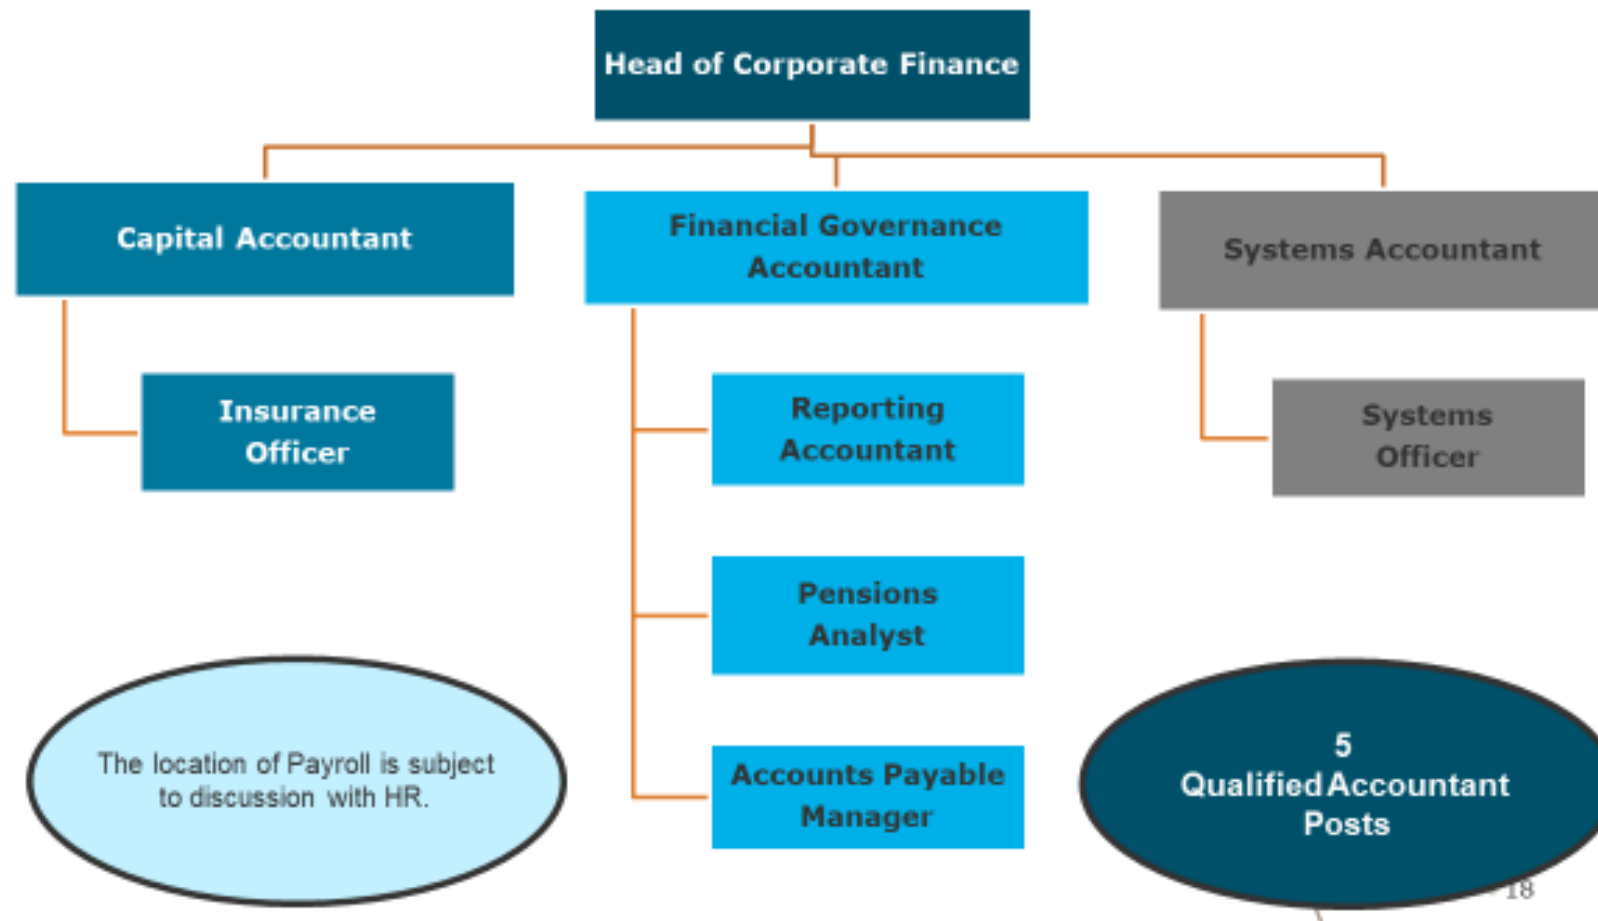 Head of Corporate Finance
Capital Accountant
Financial Governance
Accountant
Systems Accountant
Insurance
Officer
Reporting
Accountant
Systems
Officer
Pensions
Analyst
The location of Payroll is subject
to discussion with HR.
Accounts Payable
Manager
5
Qualified Accountant
Posts
18